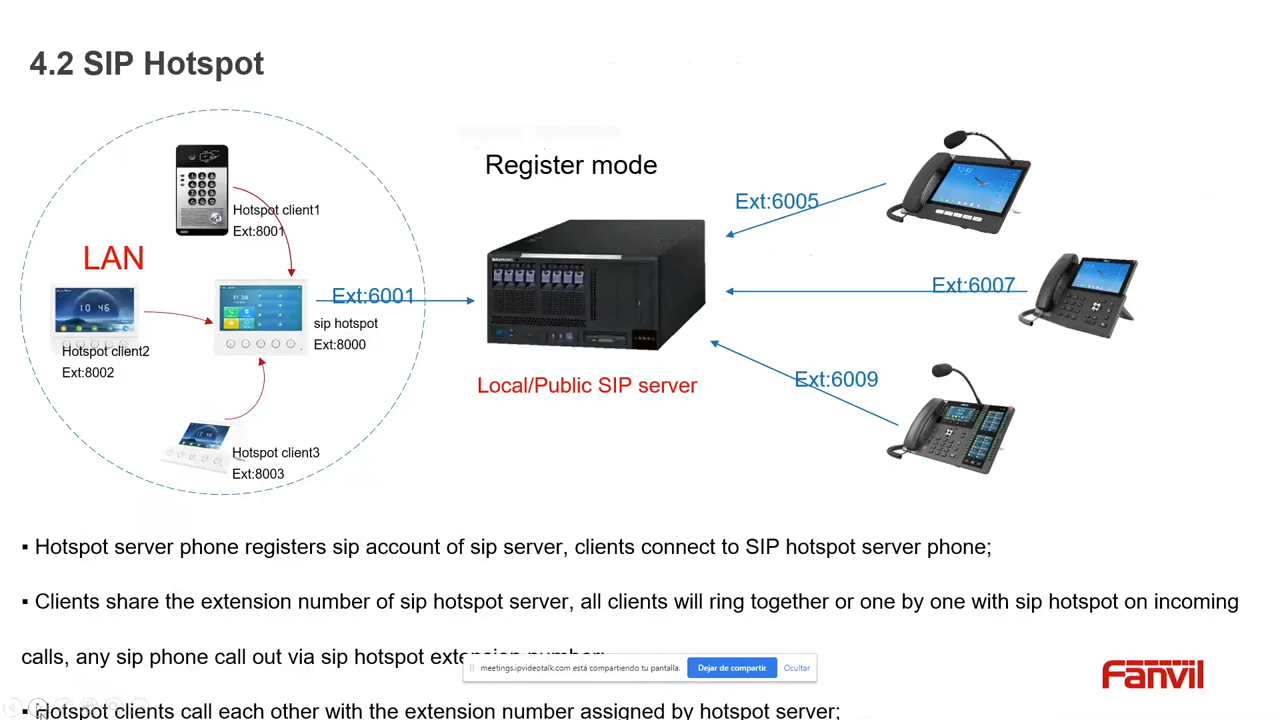 4.2 SIP Hotspot
Register mode
Hotspot client1
Ext:8001
LAN
Ext:6001
sip hotspot
Ext:8000
Hotspot client2
Ext:8002
Hotspot client3
Ext:8003
Ext:6005
Ext:6007
Ext:6009
Local/Public SIP server
▪ Hotspot server phone registers sip account of sip server, clients connect to SIP hotspot server phone;
▪ Clients share the extension number of sip hotspot server, all clients will ring together or one by one with sip hotspot on incoming
calls, any sip phone call out via sip hotspot extension number;
meetings.ipvideotalk.com está compartiendo tu pantalla.
Dejar de compartir
Ocultar
Fanvil
▪ Hotspot clients call each other with the extension number assigned by hotspot server;